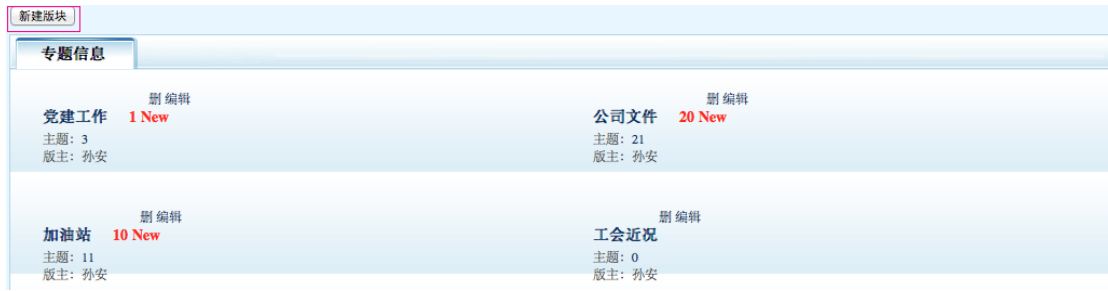 新建版块
专题信息
删 编辑
党建工作 1 New
主题：3
版主：孙安
删 编辑
公司文件 20 New
主题：21
版主：孙安
删 编辑
加油站 10 New
主题：11
版主：孙安
删 编辑
工会近况
主题：0
版主：孙安